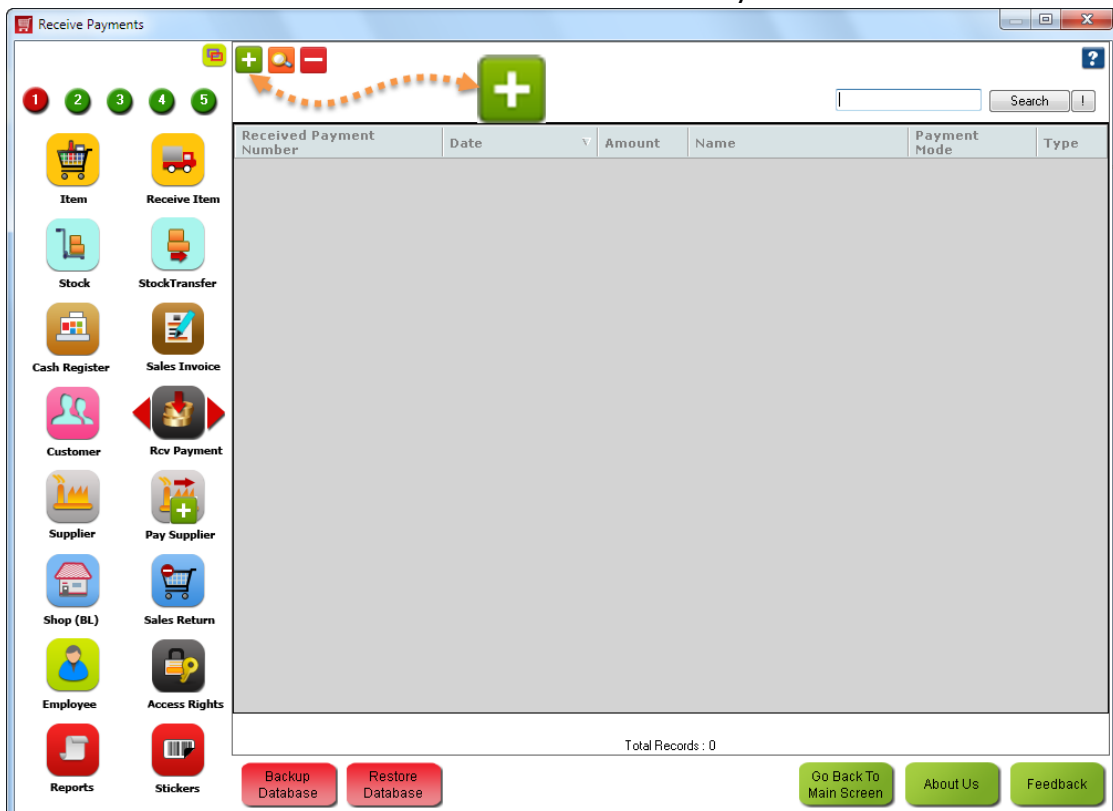 Receive Payments
?
1 2 3 4 5
Search !
Received Payment
Number
Date
Amount
Name
Payment
Mode
Type
Item
Receive Item
Stock
StockTransfer
Cash Register
Sales Invoice
Customer
Rcv Payment
Supplier
Pay Supplier
Shop (BL)
Sales Return
Employee
Access Rights
Reports
Stickers
Total Records : 0
Backup
Database
Restore
Database
Go Back To
Main Screen
About Us
Feedback